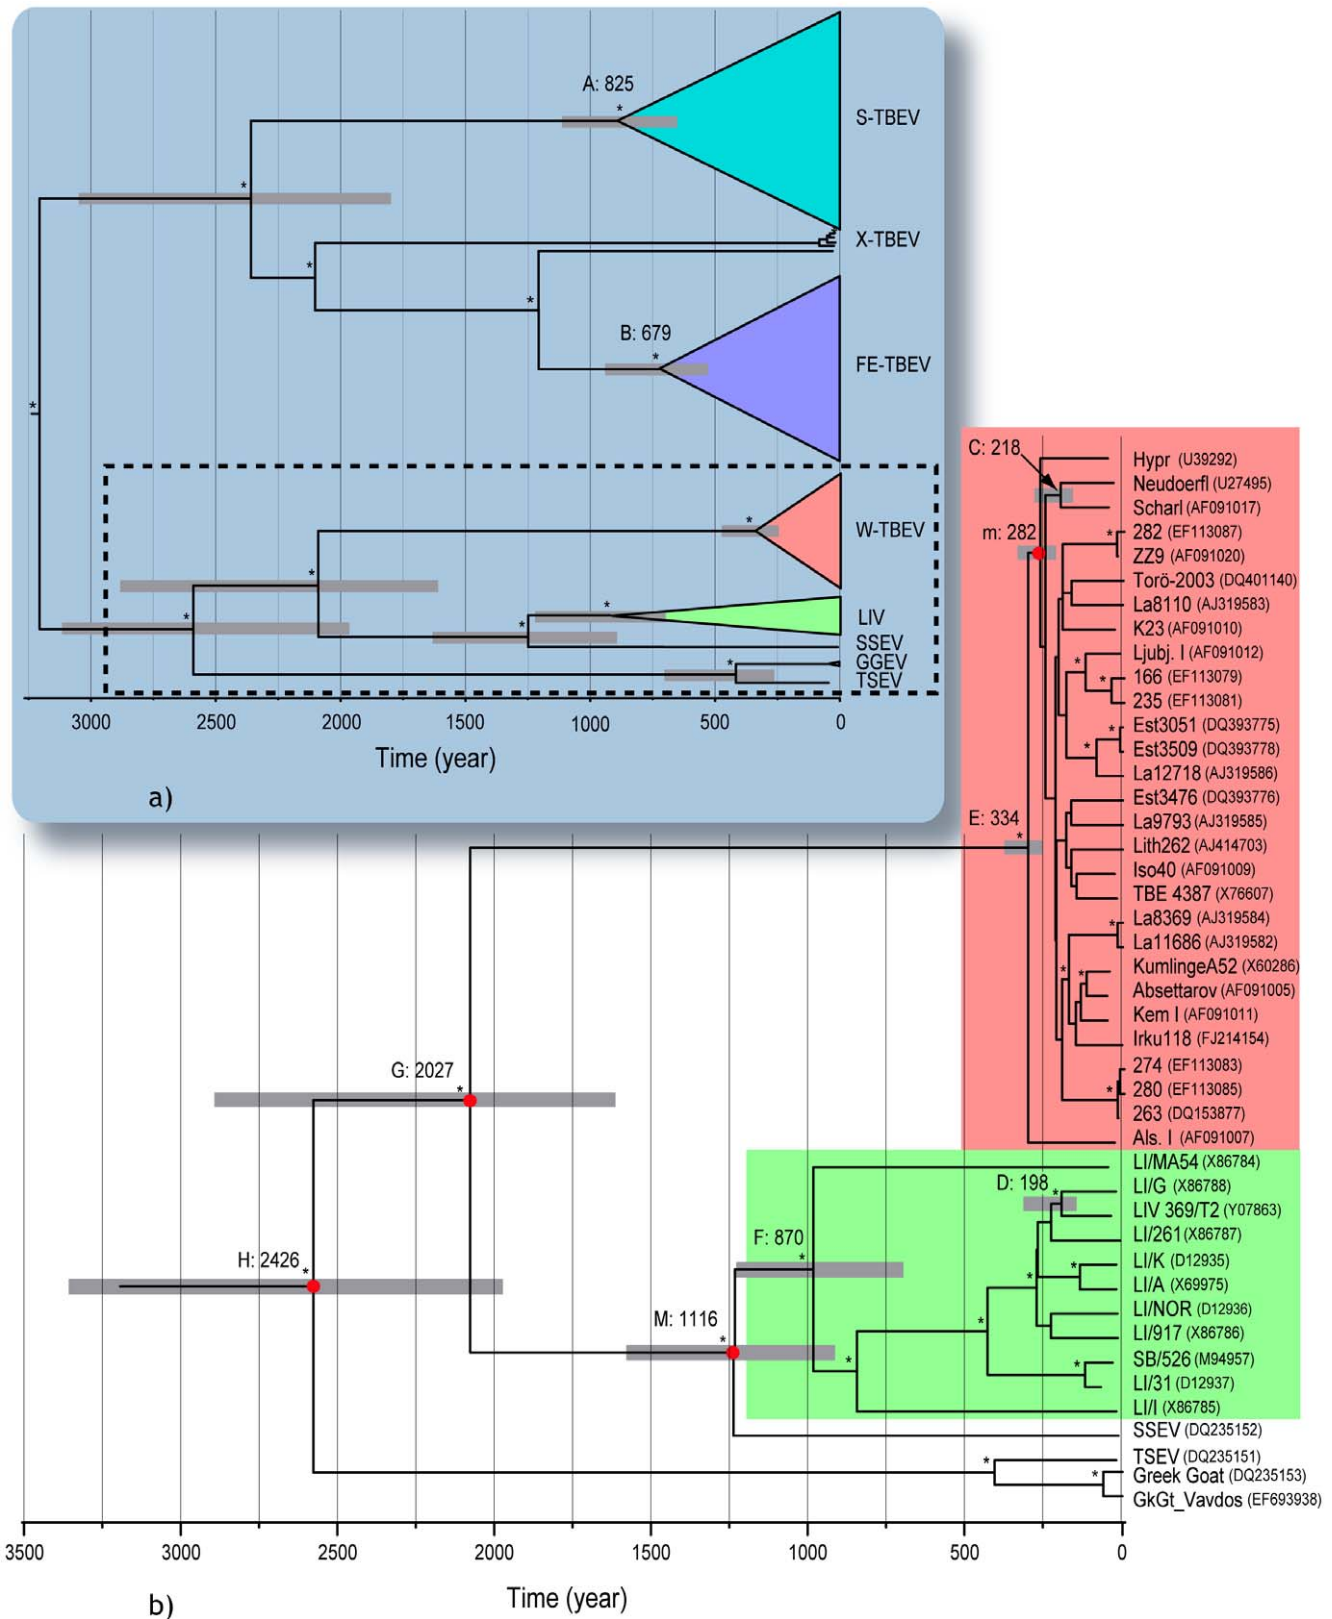 A: 825
*
S-TBEV
*
X-TBEV
*
*
B: 679
*
FE-TBEV
*
*
W-TBEV
*
*
LIV
*
*
SSEV
GGEV
*
TSEV
3000 2500 2000 1500 1000 500 0
Time (year)
a)
C: 218
m: 282
E: 334
*
Hypr (U39292)
Neudoerfl (U27495)
Scharl (AF091017)
* 282 (EF113087)
ZZ9 (AF091020)
Torö-2003 (DQ401140)
La8110 (AJ319583)
K23 (AF091010)
* Ljubj. I (AF091012)
* 166 (EF113079)
235 (EF113081)
* Est3051 (DQ393775)
* Est3509 (DQ393778)
La12718 (AJ319586)
Est3476 (DQ393776)
La9793 (AJ319585)
Lith262 (AJ414703)
Iso40 (AF091009)
TBE 4387 (X76607)
* La8369 (AJ319584)
La11686 (AJ319582)
* * KumlingeA52 (X60286)
Absettarov (AF091005)
Kem I (AF091011)
Irku118 (FJ214154)
274 (EF113083)
* 280 (EF113085)
263 (DQ153877)
Als. I (AF091007)
G: 2027
*
H: 2426
*
M: 1116
*
F: 870
*
D: 198
*
LI/MA54 (X86784)
LI/G (X86788)
LIV 369/T2 (Y07863)
LI/261 (X86787)
* * LI/K (D12935)
LI/A (X69975)
LI/NOR (D12936)
* LI/917 (X86786)
* * SB/526 (M94957)
LI/31 (D12937)
LI/I (X86785)
SSEV (DQ235152)
* TSEV (DQ235151)
* Greek Goat (DQ235153)
GkGt_Vavdos (EF693938)
3500 3000 2500 2000 1500 1000 500 0
Time (year)
b)